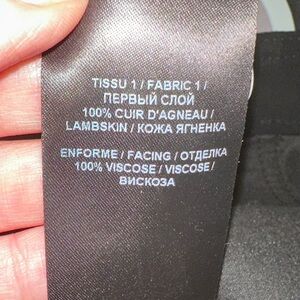 TISSU 1 / FABRIC 1 /
ПЕРВЫЙ СЛОЙ
100% CUIR D'AGNEAU /
LAMBSKIN / КОЖА ЯГНЕНКА
ENFORME / FACING / ОТДЕЛКА
100% VISCOSE / VISCOSE /
ВИСКОЗА